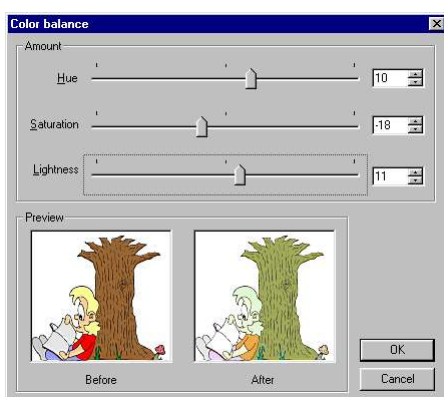 Color balance
Amount
Hue 10
Saturation -18
Lightness 11
Preview
Before After
OK
Cancel